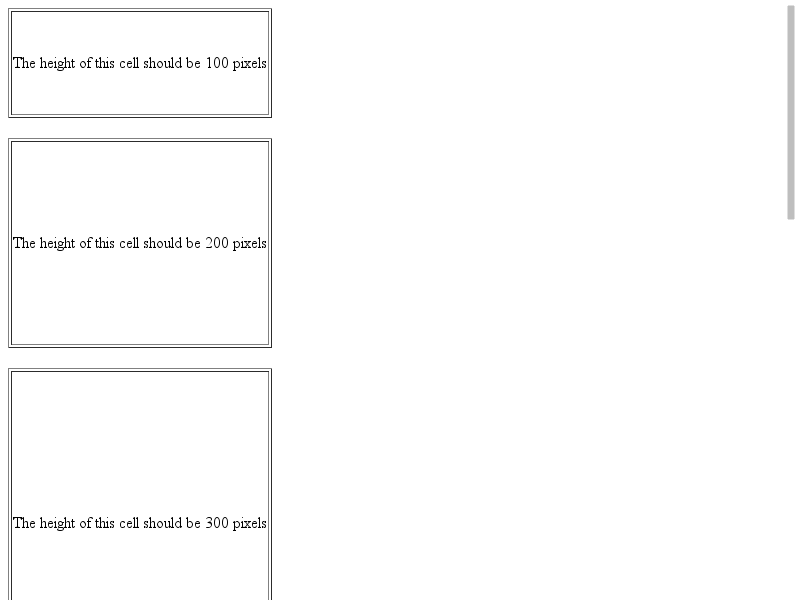 The height of this cell should be 100 pixels
The height of this cell should be 200 pixels
The height of this cell should be 300 pixels